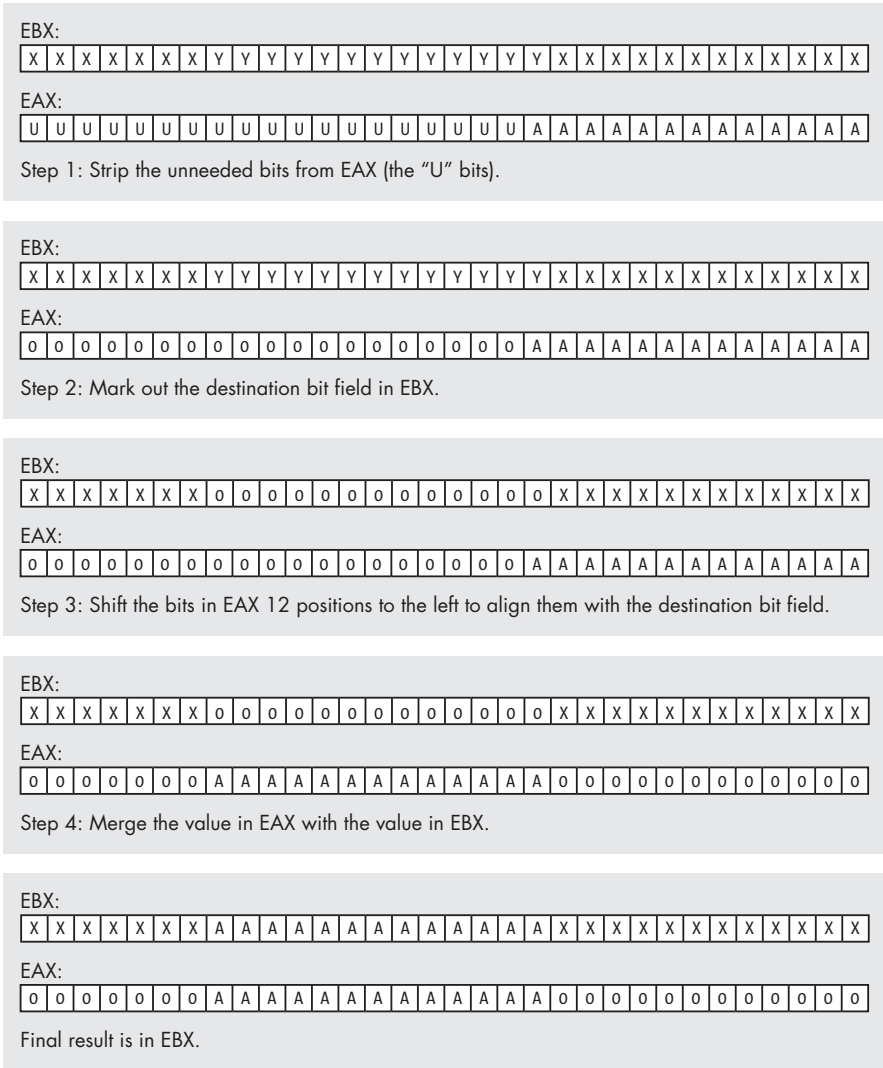 EBX:
X X X X X X X Y Y Y Y Y Y Y Y Y Y Y Y Y X X X X X X X X X X X X
EAX:
U U U U U U U U U U U U U U U U U U U A A A A A A A A A A A A A
Step 1: Strip the unneeded bits from EAX (the “U” bits).
EBX:
X X X X X X X Y Y Y Y Y Y Y Y Y Y Y Y Y X X X X X X X X X X X X
EAX:
0 0 0 0 0 0 0 0 0 0 0 0 0 0 0 0 0 0 0 A A A A A A A A A A A A A
Step 2: Mark out the destination bit field in EBX.
EBX:
X X X X X X X 0 0 0 0 0 0 0 0 0 0 0 0 0 X X X X X X X X X X X X
EAX:
0 0 0 0 0 0 0 0 0 0 0 0 0 0 0 0 0 0 0 A A A A A A A A A A A A A
Step 3: Shift the bits in EAX 12 positions to the left to align them with the destination bit field.
EBX:
X X X X X X X 0 0 0 0 0 0 0 0 0 0 0 0 0 X X X X X X X X X X X X
EAX:
0 0 0 0 0 0 0 A A A A A A A A A A A A A 0 0 0 0 0 0 0 0 0 0 0 0
Step 4: Merge the value in EAX with the value in EBX.
EBX:
X X X X X X X A A A A A A A A A A A A A X X X X X X X X X X X X
EAX:
0 0 0 0 0 0 0 A A A A A A A A A A A A A 0 0 0 0 0 0 0 0 0 0 0 0
Final result is in EBX.